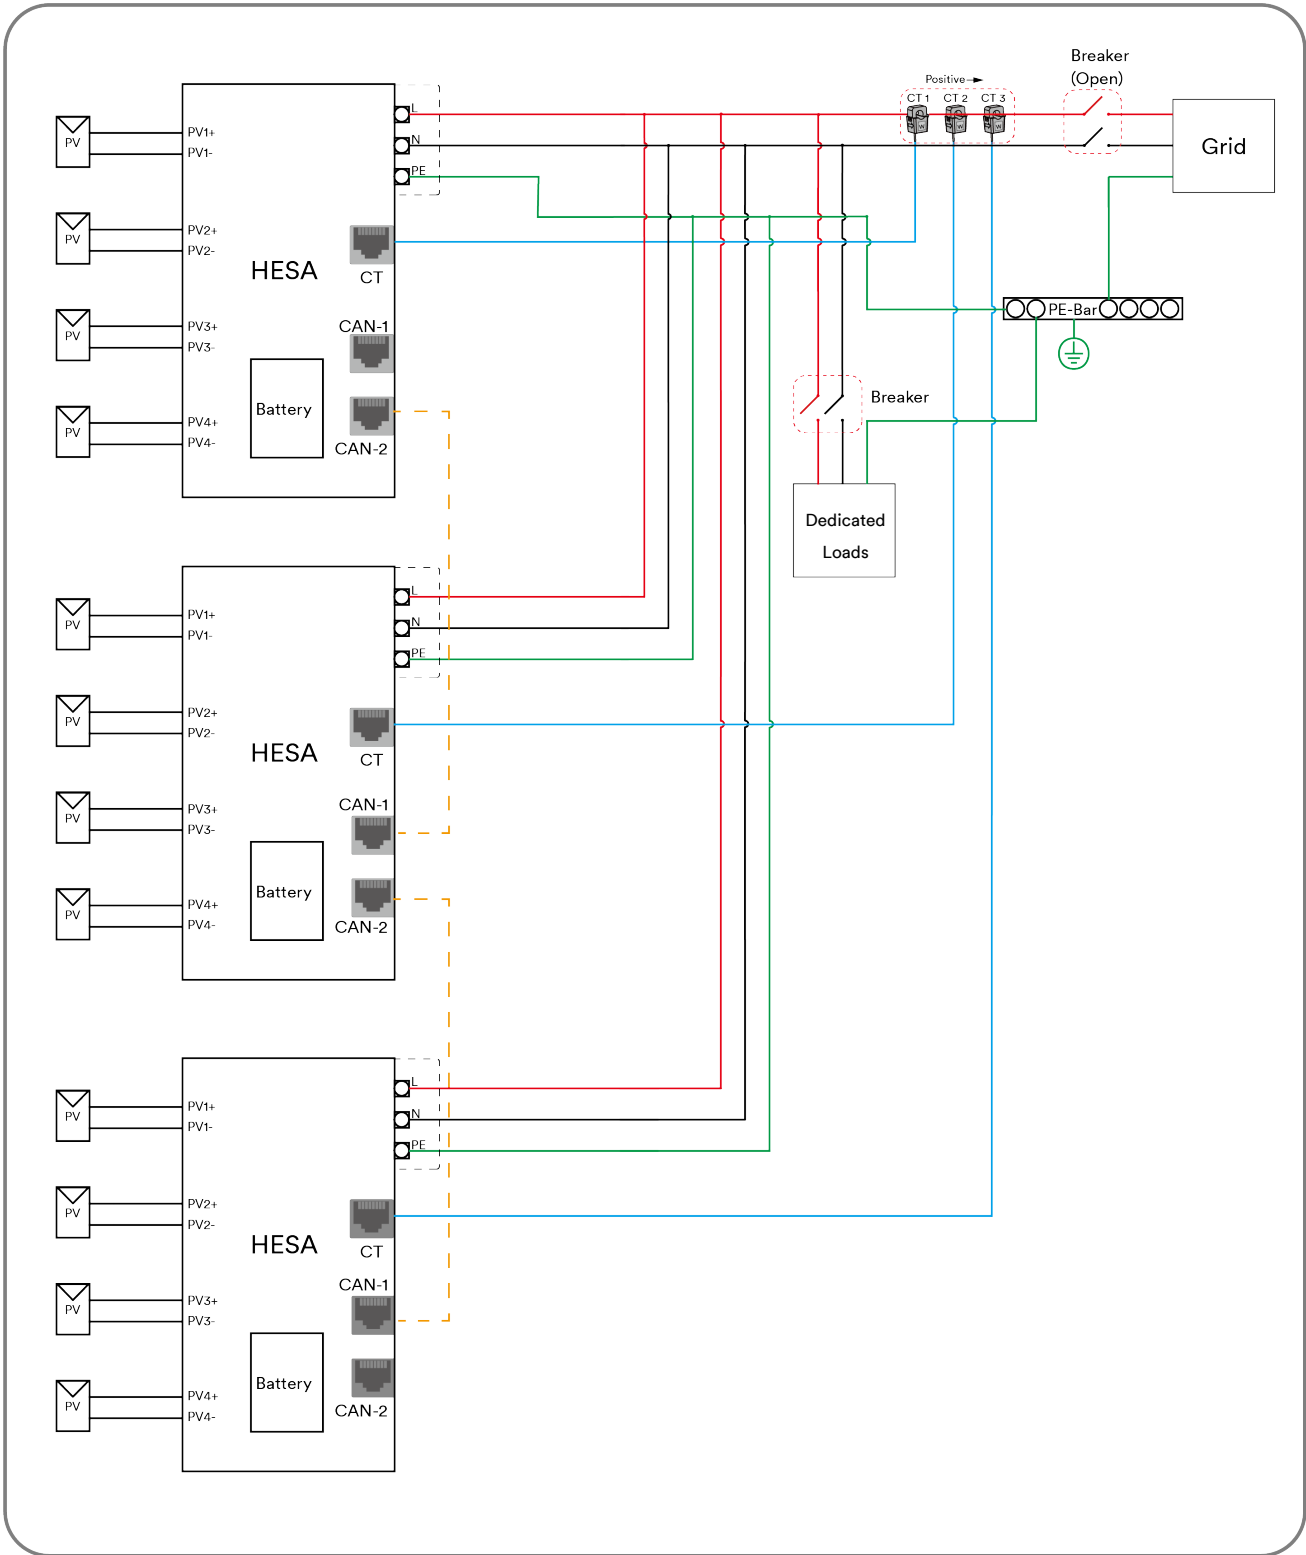 Breaker
(Open)
Positive
CT 1
CT 2
CT 3
Grid
PE-Bar
Breaker
Dedicated
Loads
L
N
PE
PV
PV1+
PV1-
PV
PV2+
PV2-
HESA
CT
PV
PV3+
PV3-
CAN-1
Battery
PV
PV4+
PV4-
CAN-2
L
N
PE
PV
PV1+
PV1-
PV
PV2+
PV2-
HESA
CT
PV
PV3+
PV3-
CAN-1
Battery
PV
PV4+
PV4-
CAN-2
L
N
PE
PV
PV1+
PV1-
PV
PV2+
PV2-
HESA
CT
PV
PV3+
PV3-
CAN-1
Battery
PV
PV4+
PV4-
CAN-2